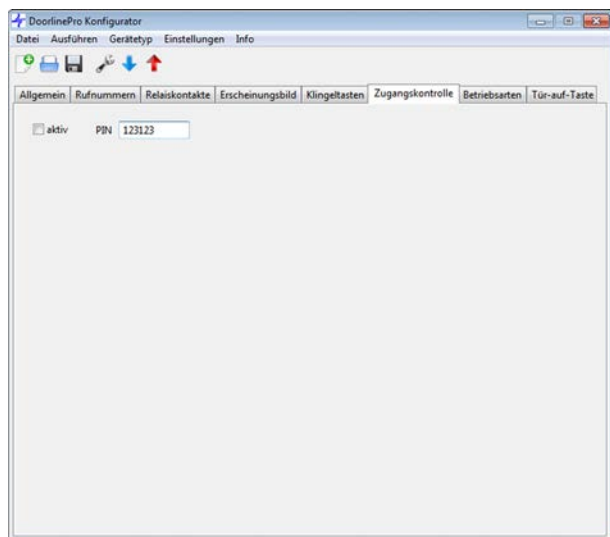 DoorlinePro Konfigurator
Datei Ausführen Gerätetyp Einstellungen Info
Allgemein Rufnummern Relaiskontakte Erscheinungsbild Klingeltasten Zugangskontrolle Betriebsarten Tür-auf-Taste
aktiv PIN 123123